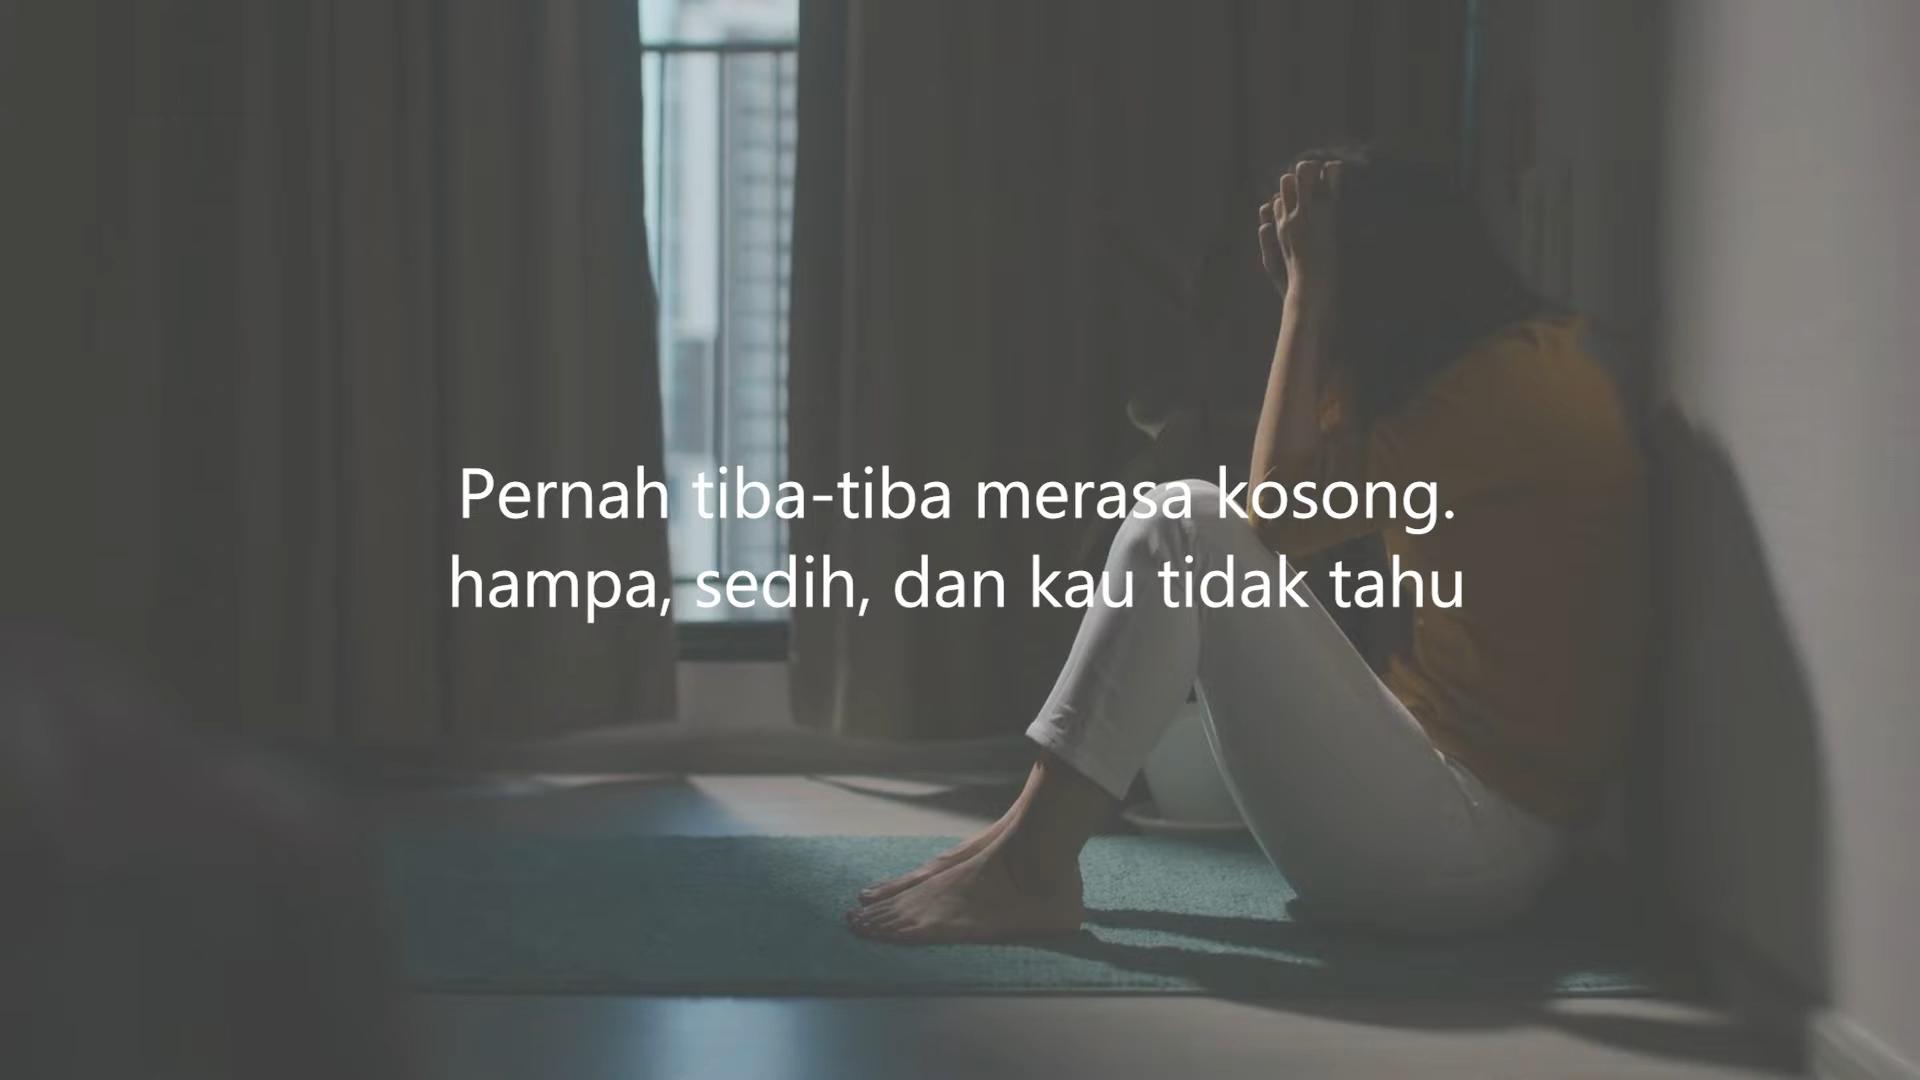 Pernah tiba-tiba merasa kosong.
hampa, sedih, dan kau tidak tahu